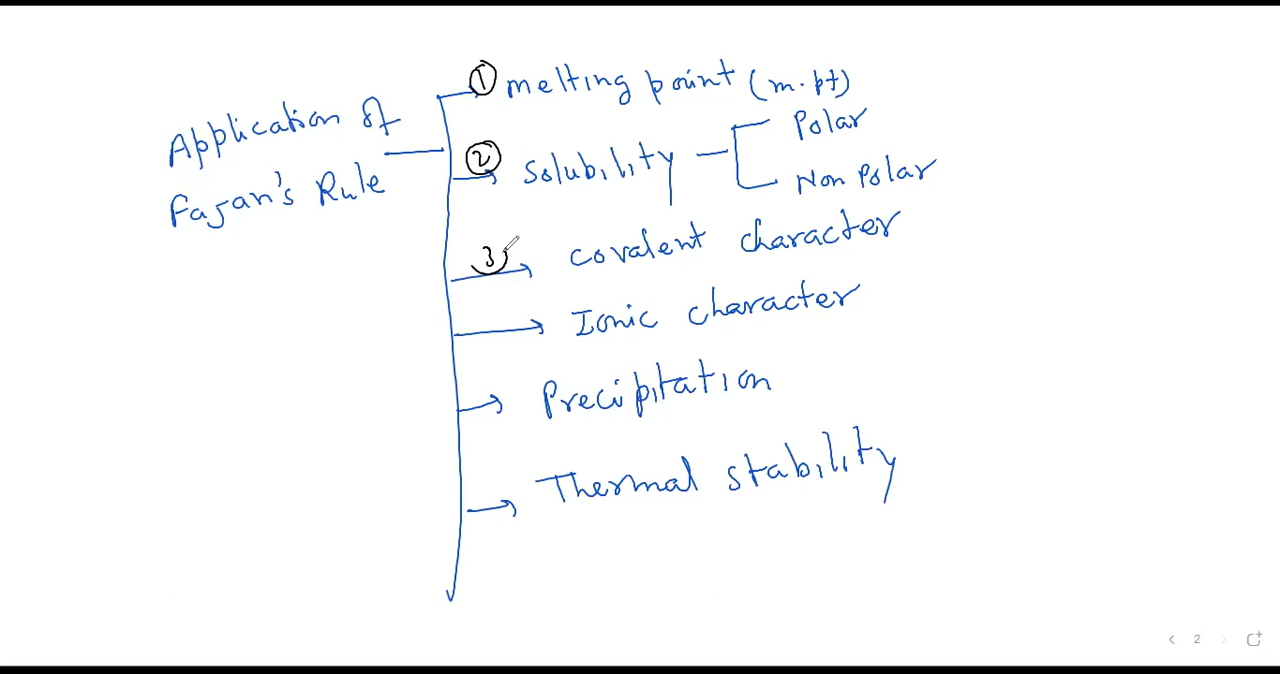 Application of
Fajan's Rule
① melting point (m.pt)
② Solubility
Polar
Non Polar
3 covalent character
Ionic character
Precipitation
Thermal stability
2